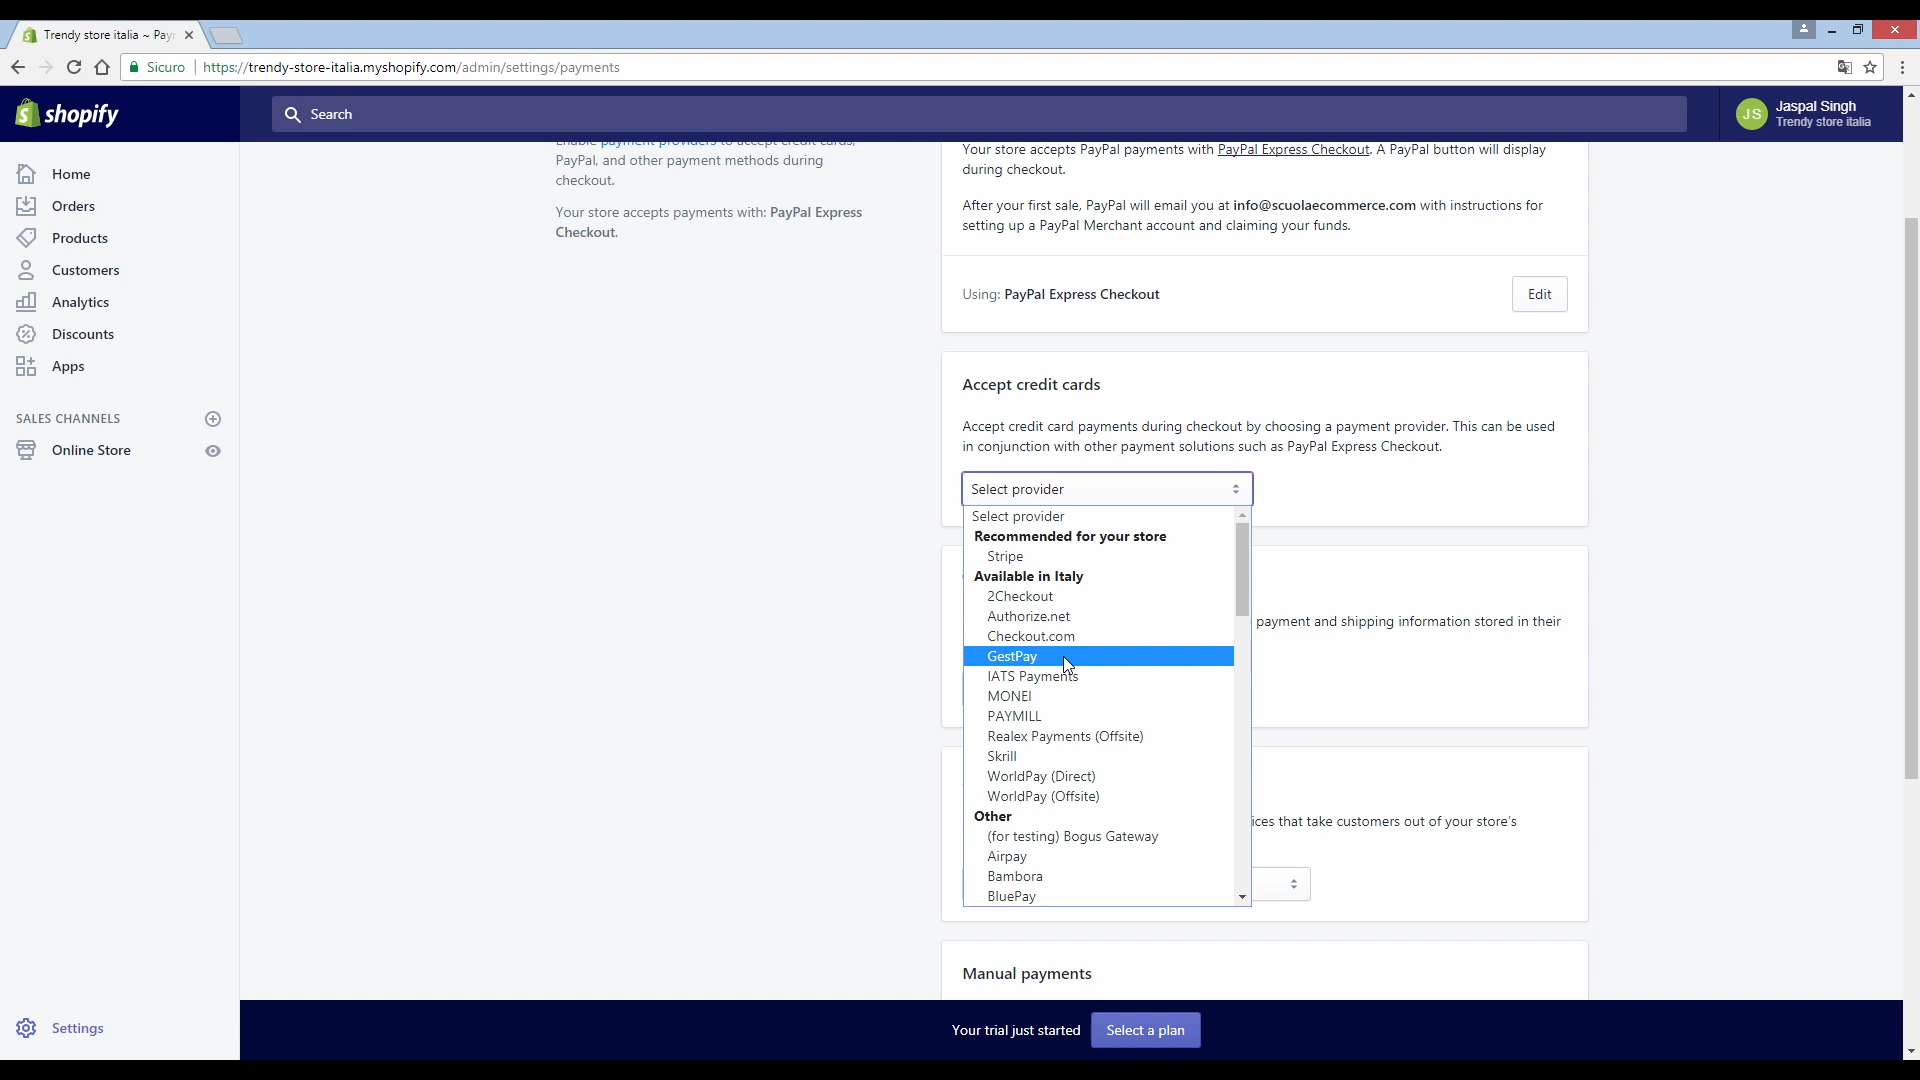 Trendy store italia ~ Pay
Sicuro
https://trendy-store-italia.myshopify.com/admin/settings/payments
shopify
Search
JS
Jaspal Singh
Trendy store italia
Home
Orders
Products
Customers
Analytics
Discounts
Apps
SALES CHANNELS
Online Store
Settings
Enable payment providers to accept credit cards,
PayPal, and other payment methods during
checkout.
Your store accepts payments with: PayPal Express
Checkout.
Your store accepts PayPal payments with PayPal Express Checkout. A PayPal button will display
during checkout.
After your first sale, PayPal will email you at info@scuolaecommerce.com with instructions for
setting up a PayPal Merchant account and claiming your funds.
Using: PayPal Express Checkout
Edit
Accept credit cards
Accept credit card payments during checkout by choosing a payment provider. This can be used
in conjunction with other payment solutions such as PayPal Express Checkout.
Select provider
Select provider
Recommended for your store
Stripe
Available in Italy
2Checkout
Authorize.net
Checkout.com
GestPay
IATS Payments
MONEI
PAYMILL
Realex Payments (Offsite)
Skrill
WorldPay (Direct)
WorldPay (Offsite)
Other
(for testing) Bogus Gateway
Airpay
Bambora
BluePay
payment and shipping information stored in their
ices that take customers out of your store's
Manual payments
Your trial just started
Select a plan